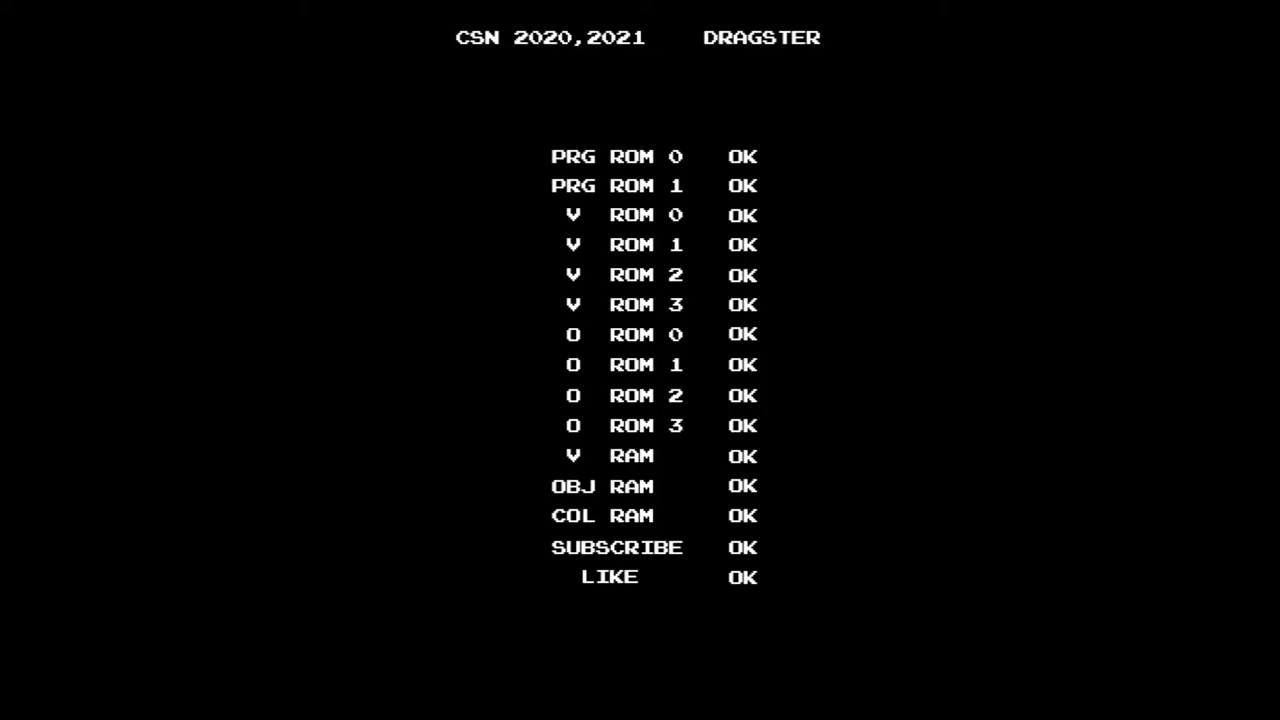 CSN 2020,2021 DRAGSTER
PRG ROM 0 OK
PRG ROM 1 OK
V ROM 0 OK
V ROM 1 OK
V ROM 2 OK
V ROM 3 OK
O ROM 0 OK
O ROM 1 OK
O ROM 2 OK
O ROM 3 OK
V RAM OK
OBJ RAM OK
COL RAM OK
SUBSCRIBE OK
LIKE OK